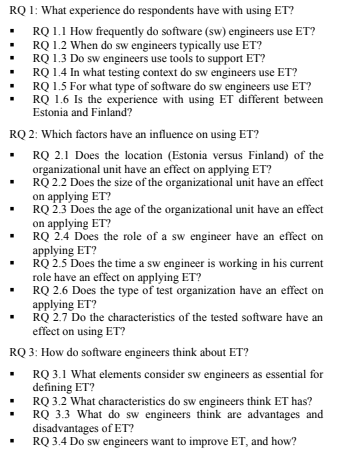 RQ 1: What experience do respondents have with using ET?
▪ RQ 1.1 How frequently do software (sw) engineers use ET?
▪ RQ 1.2 When do sw engineers typically use ET?
▪ RQ 1.3 Do sw engineers use tools to support ET?
▪ RQ 1.4 In what testing context do sw engineers use ET?
▪ RQ 1.5 For what type of software do sw engineers use ET?
▪ RQ 1.6 Is the experience with using ET different between
Estonia and Finland?
RQ 2: Which factors have an influence on using ET?
▪ RQ 2.1 Does the location (Estonia versus Finland) of the
organizational unit have an effect on applying ET?
▪ RQ 2.2 Does the size of the organizational unit have an effect
on applying ET?
▪ RQ 2.3 Does the age of the organizational unit have an effect
on applying ET?
▪ RQ 2.4 Does the role of a sw engineer have an effect on
applying ET?
▪ RQ 2.5 Does the time a sw engineer is working in his current
role have an effect on applying ET?
▪ RQ 2.6 Does the type of test organization have an effect on
applying ET?
▪ RQ 2.7 Do the characteristics of the tested software have an
effect on using ET?
RQ 3: How do software engineers think about ET?
▪ RQ 3.1 What elements consider sw engineers as essential for
defining ET?
▪ RQ 3.2 What characteristics do sw engineers think ET has?
▪ RQ 3.3 What do sw engineers think are advantages and
disadvantages of ET?
▪ RQ 3.4 Do sw engineers want to improve ET, and how?